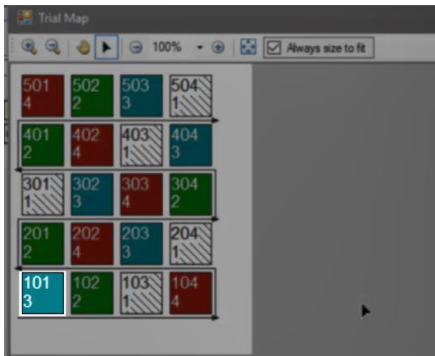 Trial Map
100% Always size to fit
501 502 503 504
4 2 3 1
401 402 403 404
2 4 1 3
301 302 303 304
1 3 4 2
201 202 203 204
2 4 3 1
101 102 103 104
3 2 1 4